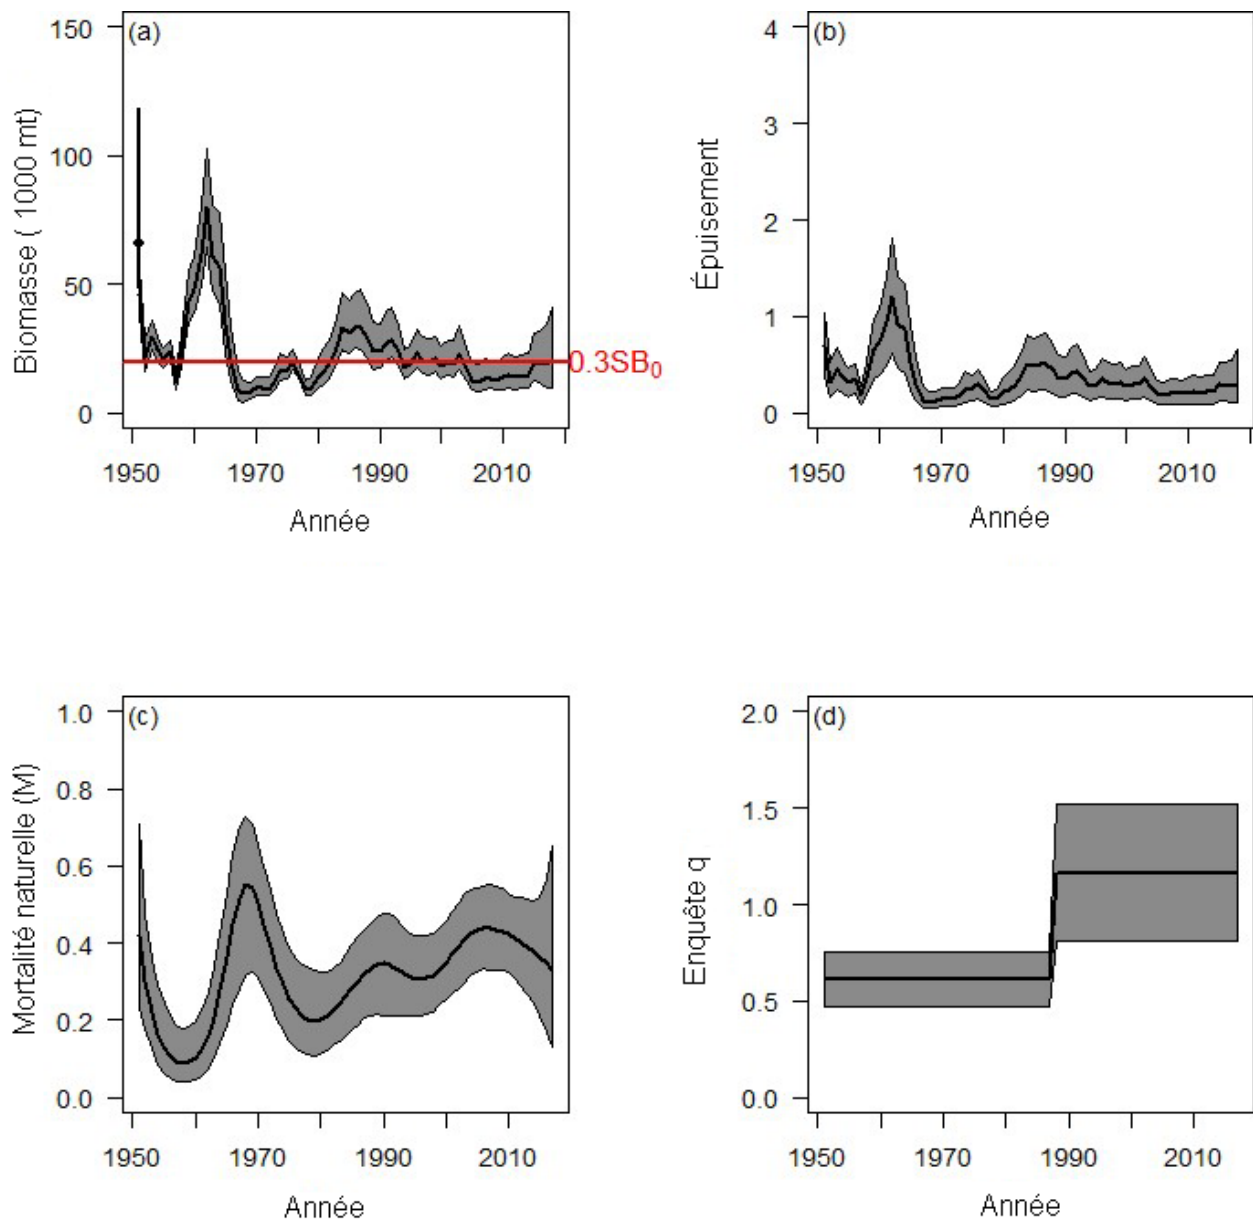 (a)
150
100
50
0
Biomasse ( 1000 mt)
0.3SB₀
1950 1970 1990 2010
Année
(b)
4
3
2
1
0
Épuisement
1950 1970 1990 2010
Année
(c)
1.0
0.8
0.6
0.4
0.2
0.0
Mortalité naturelle (M)
1950 1970 1990 2010
Année
(d)
2.0
1.5
1.0
0.5
0.0
Enquête q
1950 1970 1990 2010
Année